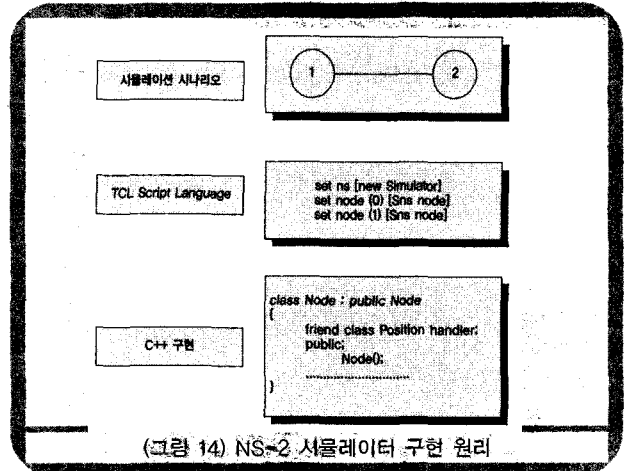 시뮬레이션 시나리오
1
2
TCL Script Language
set ns [new Simulator]
set node (0) [Sns node]
set node (1) [Sns node]
C++ 구현
class Node : public Node
{
friend class Position handler;
public;
Node();
..........................
}
(그림 14) NS-2 시뮬레이터 구현 원리